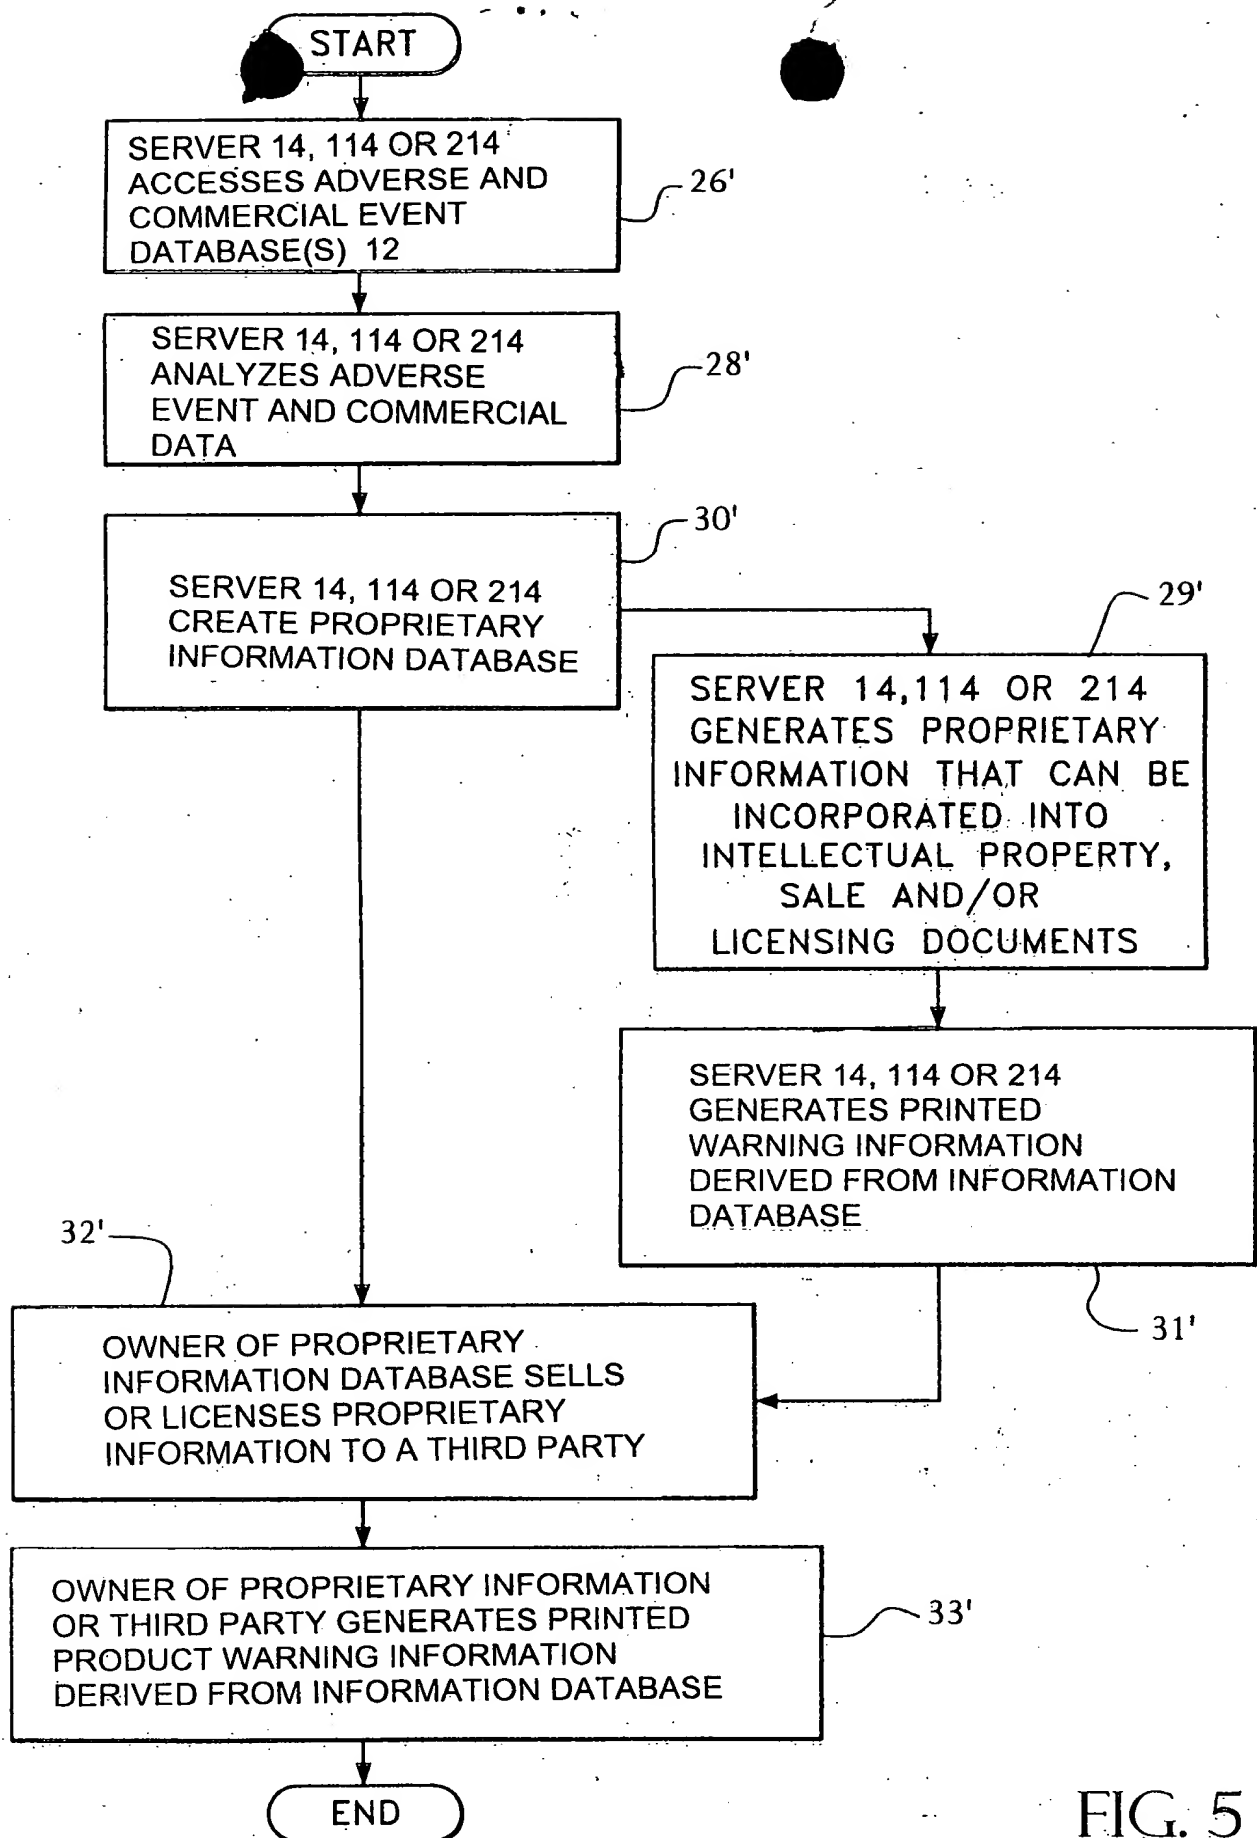 START
SERVER 14, 114 OR 214
ACCESSES ADVERSE AND
COMMERCIAL EVENT
DATABASE(S) 12
26'
SERVER 14, 114 OR 214
ANALYZES ADVERSE
EVENT AND COMMERCIAL
DATA
28'
30'
SERVER 14, 114 OR 214
CREATE PROPRIETARY
INFORMATION DATABASE
29'
SERVER 14,114 OR 214
GENERATES PROPRIETARY
INFORMATION THAT CAN BE
INCORPORATED INTO
INTELLECTUAL PROPERTY,
SALE AND/OR
LICENSING DOCUMENTS
SERVER 14, 114 OR 214
GENERATES PRINTED
WARNING INFORMATION
DERIVED FROM INFORMATION
DATABASE
31'
32'
OWNER OF PROPRIETARY
INFORMATION DATABASE SELLS
OR LICENSES PROPRIETARY
INFORMATION TO A THIRD PARTY
OWNER OF PROPRIETARY INFORMATION
OR THIRD PARTY GENERATES PRINTED
PRODUCT WARNING INFORMATION
DERIVED FROM INFORMATION DATABASE
33'
END
FIG. 5